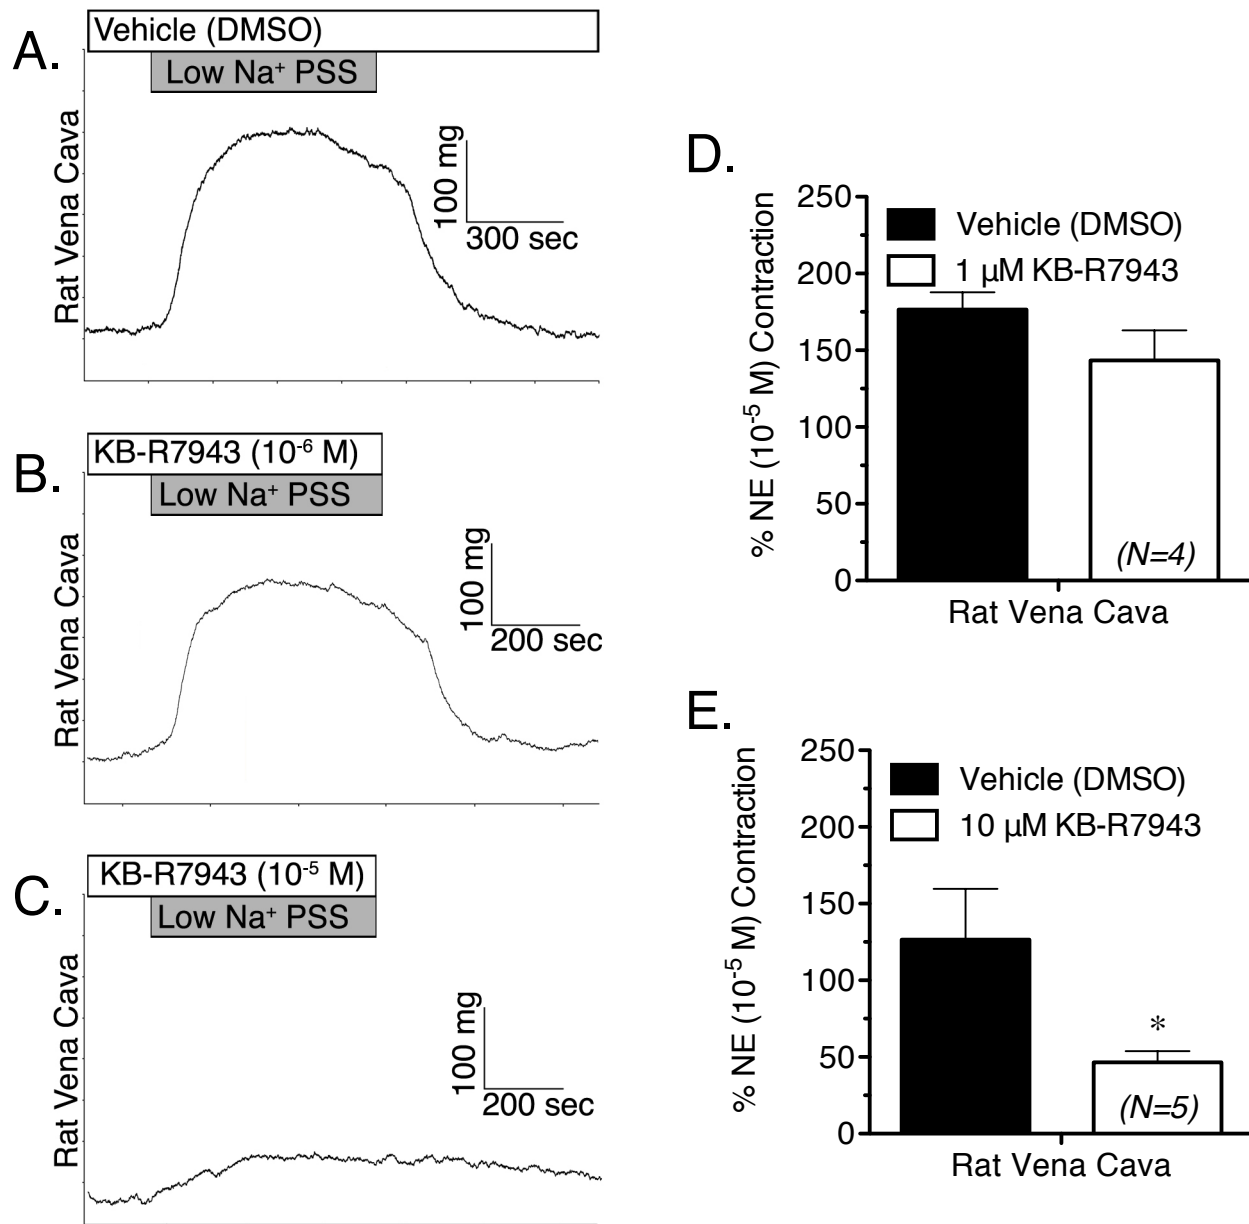 A.
Vehicle (DMSO)
Low Na⁺ PSS
Rat Vena Cava
100 mg
300 sec
B.
KB-R7943 (10⁻⁶ M)
Low Na⁺ PSS
Rat Vena Cava
100 mg
200 sec
C.
KB-R7943 (10⁻⁵ M)
Low Na⁺ PSS
Rat Vena Cava
100 mg
200 sec
D.
% NE (10⁻⁵ M) Contraction
250
200
150
100
50
0
Vehicle (DMSO)
1 µM KB-R7943
(N=4)
Rat Vena Cava
E.
% NE (10⁻⁵ M) Contraction
250
200
150
100
50
0
Vehicle (DMSO)
10 µM KB-R7943
*
(N=5)
Rat Vena Cava